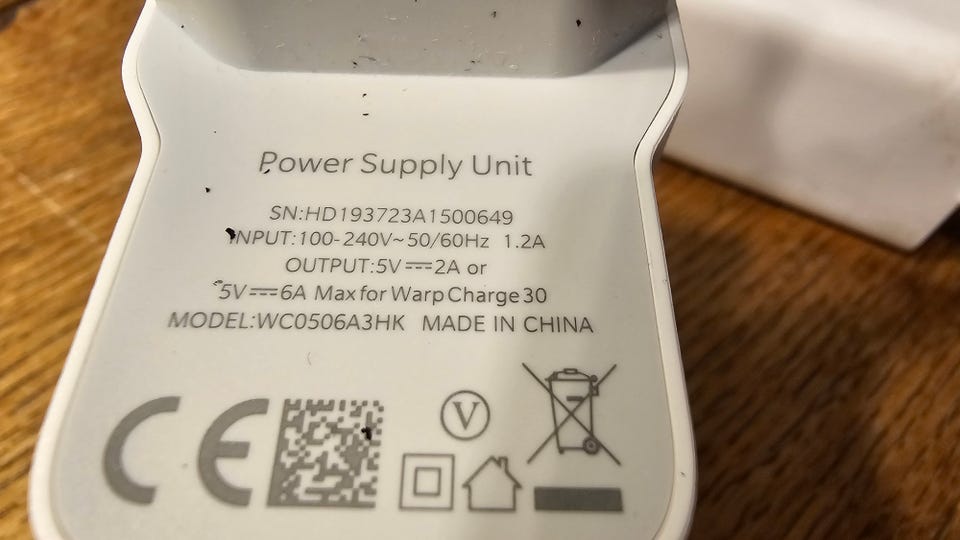 Power Supply Unit
SN:HD193723A1500649
INPUT:100-240V~50/60Hz 1.2A
OUTPUT:5V⎓2A or
5V⎓6A Max for Warp Charge 30
MODEL:WC0506A3HK MADE IN CHINA
CE
V